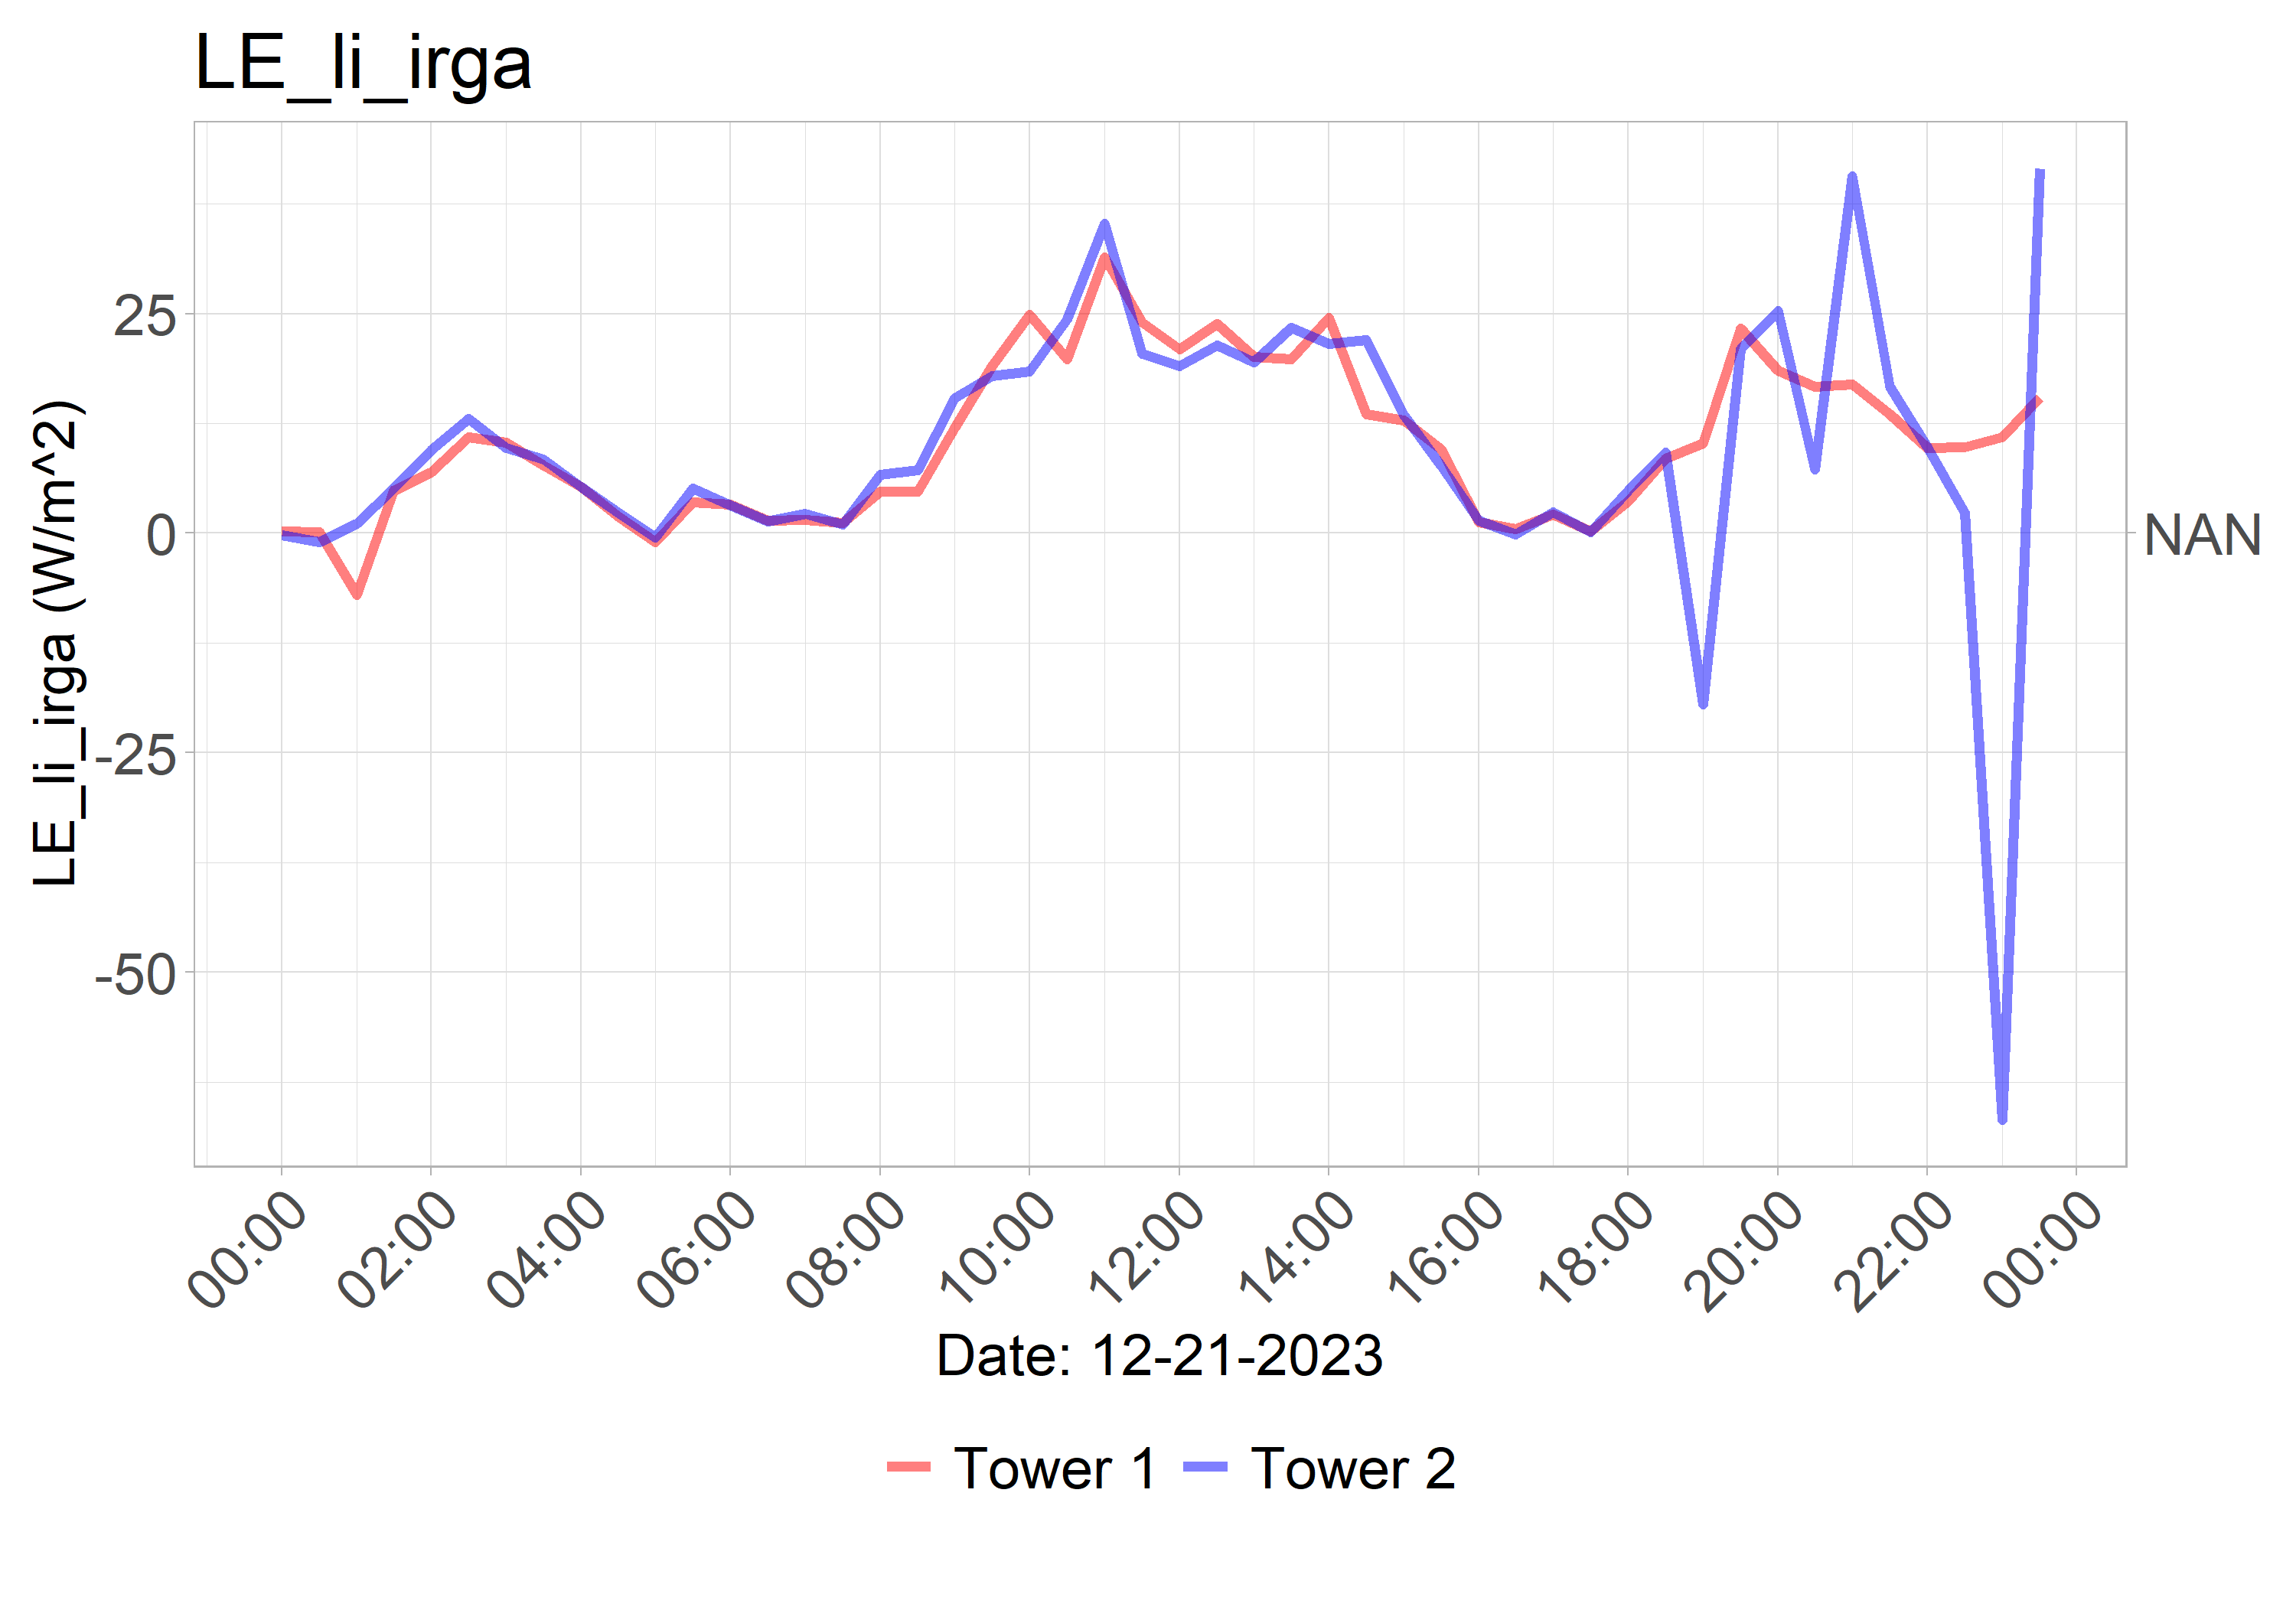 LE_li_irga
LE_li_irga (W/m^2)
25
0
-25
-50
NAN
00:00 02:00 04:00 06:00 08:00 10:00 12:00 14:00 16:00 18:00 20:00 22:00 00:00
Date: 12-21-2023
Tower 1 Tower 2